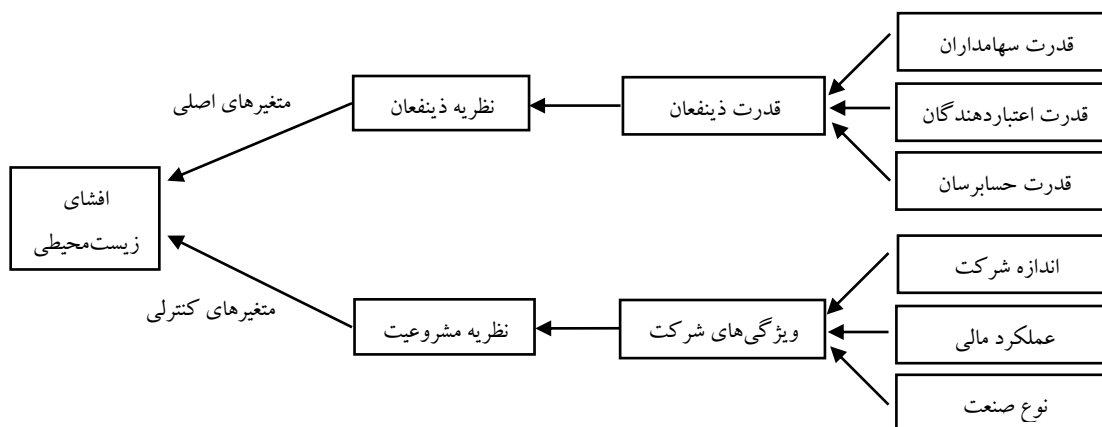 قدرت سهامداران
قدرت اعتباردهندگان
قدرت حسابرسان
قدرت ذینفعان
نظریه ذینفعان
متغیرهای اصلی
افشای
زیست‌محیطی
اندازه شرکت
عملکرد مالی
نوع صنعت
ویژگی‌های شرکت
نظریه مشروعیت
متغیرهای کنترلی